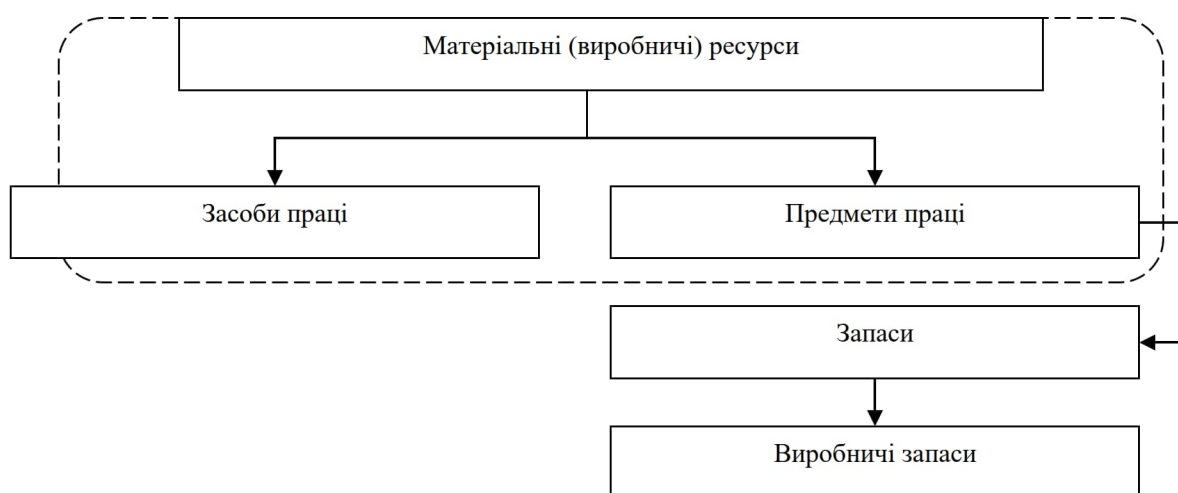 Матеріальні (виробничі) ресурси
Засоби праці
Предмети праці
Запаси
Виробничі запаси